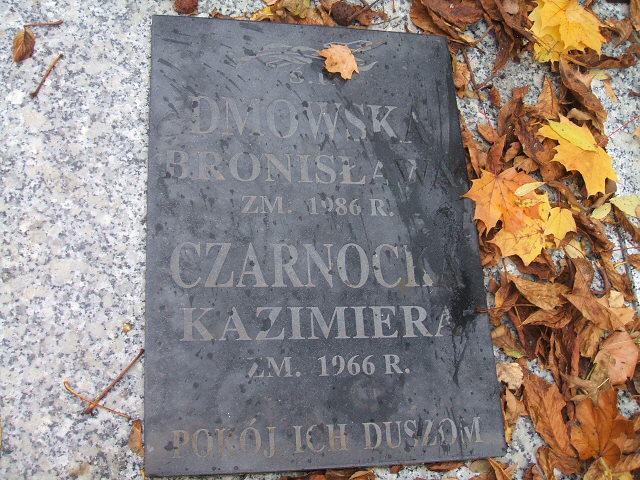 DMOWSKA
BRONISŁAWA
ZM. 1986 R.
CZARNOCKA
KAZIMIERA
ZM. 1966 R.
POKÓJ ICH DUSZOM